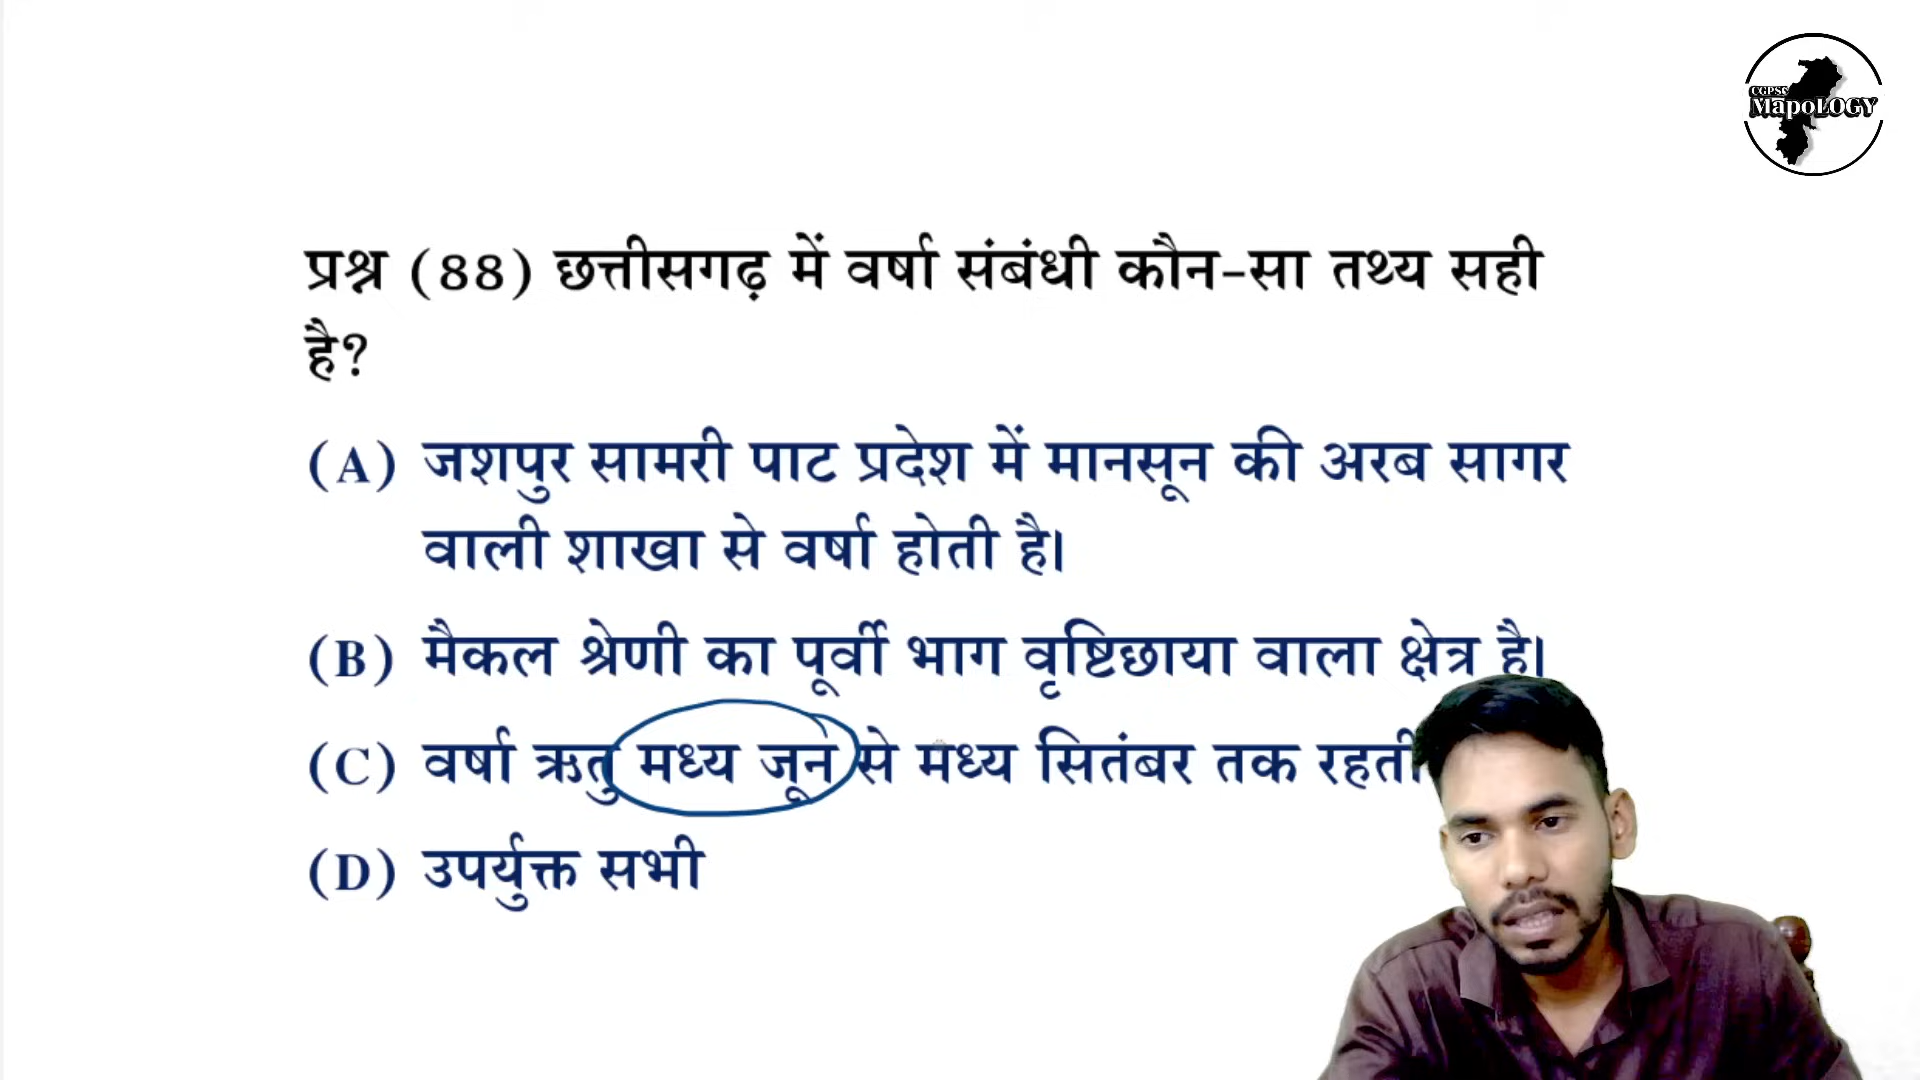 CGPSC
MapoLOGY
प्रश्न (88) छत्तीसगढ़ में वर्षा संबंधी कौन-सा तथ्य सही
है?
(A) जशपुर सामरी पाट प्रदेश में मानसून की अरब सागर
वाली शाखा से वर्षा होती है।
(B) मैकल श्रेणी का पूर्वी भाग वृष्टिछाया वाला क्षेत्र है।
(C) वर्षा ऋतु मध्य जून से मध्य सितंबर तक रहती
(D) उपर्युक्त सभी